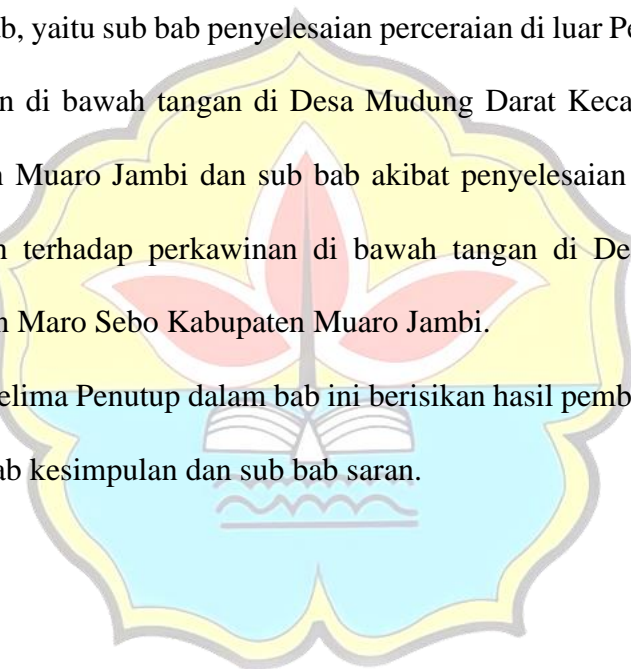 ab, yaitu sub bab penyelesaian perceraian di luar Pe
n di bawah tangan di Desa Mudung Darat Keca
n Muaro Jambi dan sub bab akibat penyelesaian
n terhadap perkawinan di bawah tangan di De
n Maro Sebo Kabupaten Muaro Jambi.
elima Penutup dalam bab ini berisikan hasil pemb
ab kesimpulan dan sub bab saran.